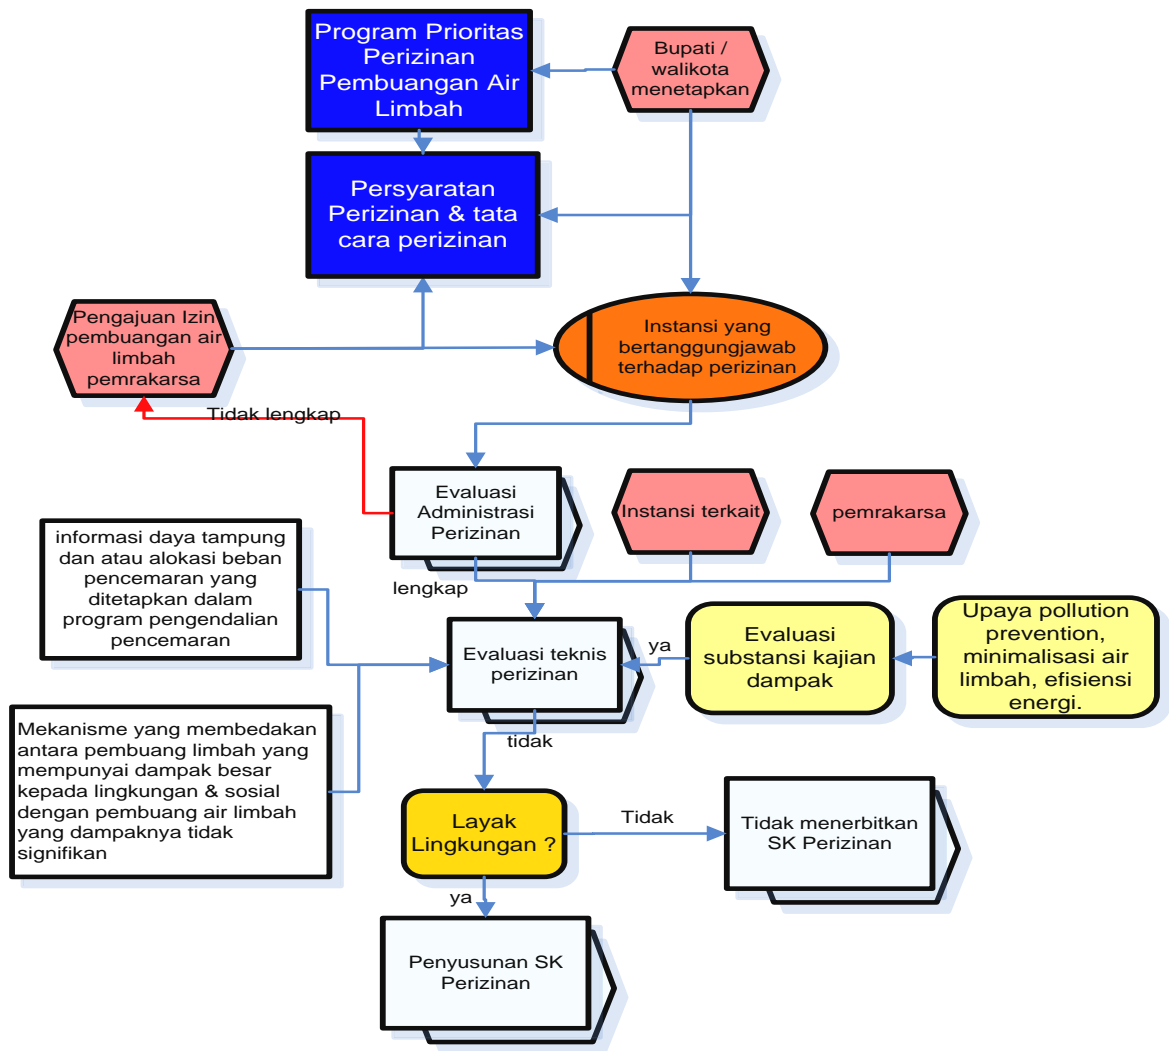 Program Prioritas
Perizinan
Pembuangan Air
Limbah
Bupati /
walikota
menetapkan
Persyaratan
Perizinan & tata
cara perizinan
Pengajuan Izin
pembuangan air
limbah
pemrakarsa
Instansi yang
bertanggungjawab
terhadap perizinan
Tidak lengkap
Evaluasi
Administrasi
Perizinan
Instansi terkait
pemrakarsa
informasi daya tampung
dan atau alokasi beban
pencemaran yang
ditetapkan dalam
program pengendalian
pencemaran
lengkap
Evaluasi teknis
perizinan
ya
Evaluasi
substansi kajian
dampak
Upaya pollution
prevention,
minimalisasi air
limbah, efisiensi
energi.
Mekanisme yang membedakan
antara pembuang limbah yang
mempunyai dampak besar
kepada lingkungan & sosial
dengan pembuang air limbah
yang dampaknya tidak
signifikan
tidak
Layak
Lingkungan ?
Tidak
Tidak menerbitkan
SK Perizinan
ya
Penyusunan SK
Perizinan